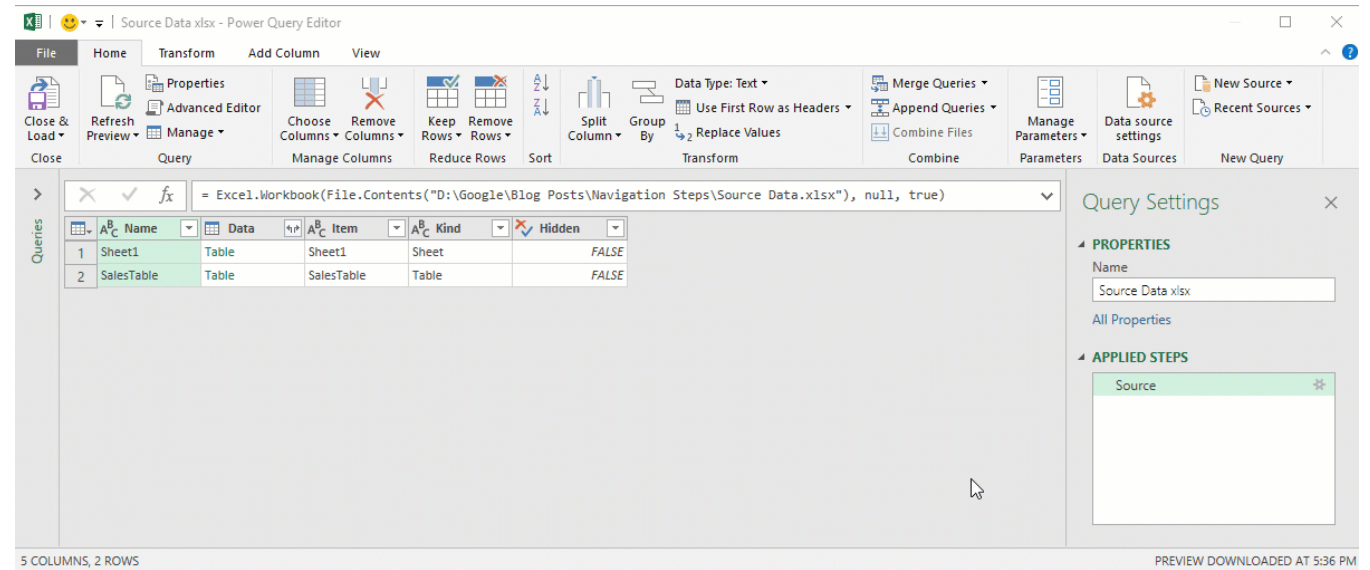 Source Data xlsx - Power Query Editor
File Home Transform Add Column View
Close & Load
Refresh Preview
Properties
Advanced Editor
Manage
Choose Columns
Remove Columns
Keep Rows
Remove Rows
Split Column
Group By
Data Type: Text
Use First Row as Headers
Replace Values
Merge Queries
Append Queries
Combine Files
Manage Parameters
Data source settings
New Source
Recent Sources
Close Query Manage Columns Reduce Rows Sort Transform Combine Parameters Data Sources New Query
= Excel.Workbook(File.Contents("D:\Google\Blog Posts\Navigation Steps\Source Data.xlsx"), null, true)
Queries
Name Data Item Kind Hidden
1 Sheet1 Table Sheet1 Sheet FALSE
2 SalesTable Table SalesTable Table FALSE
Query Settings
PROPERTIES
Name
Source Data xlsx
All Properties
APPLIED STEPS
Source
5 COLUMNS, 2 ROWS
PREVIEW DOWNLOADED AT 5:36 PM